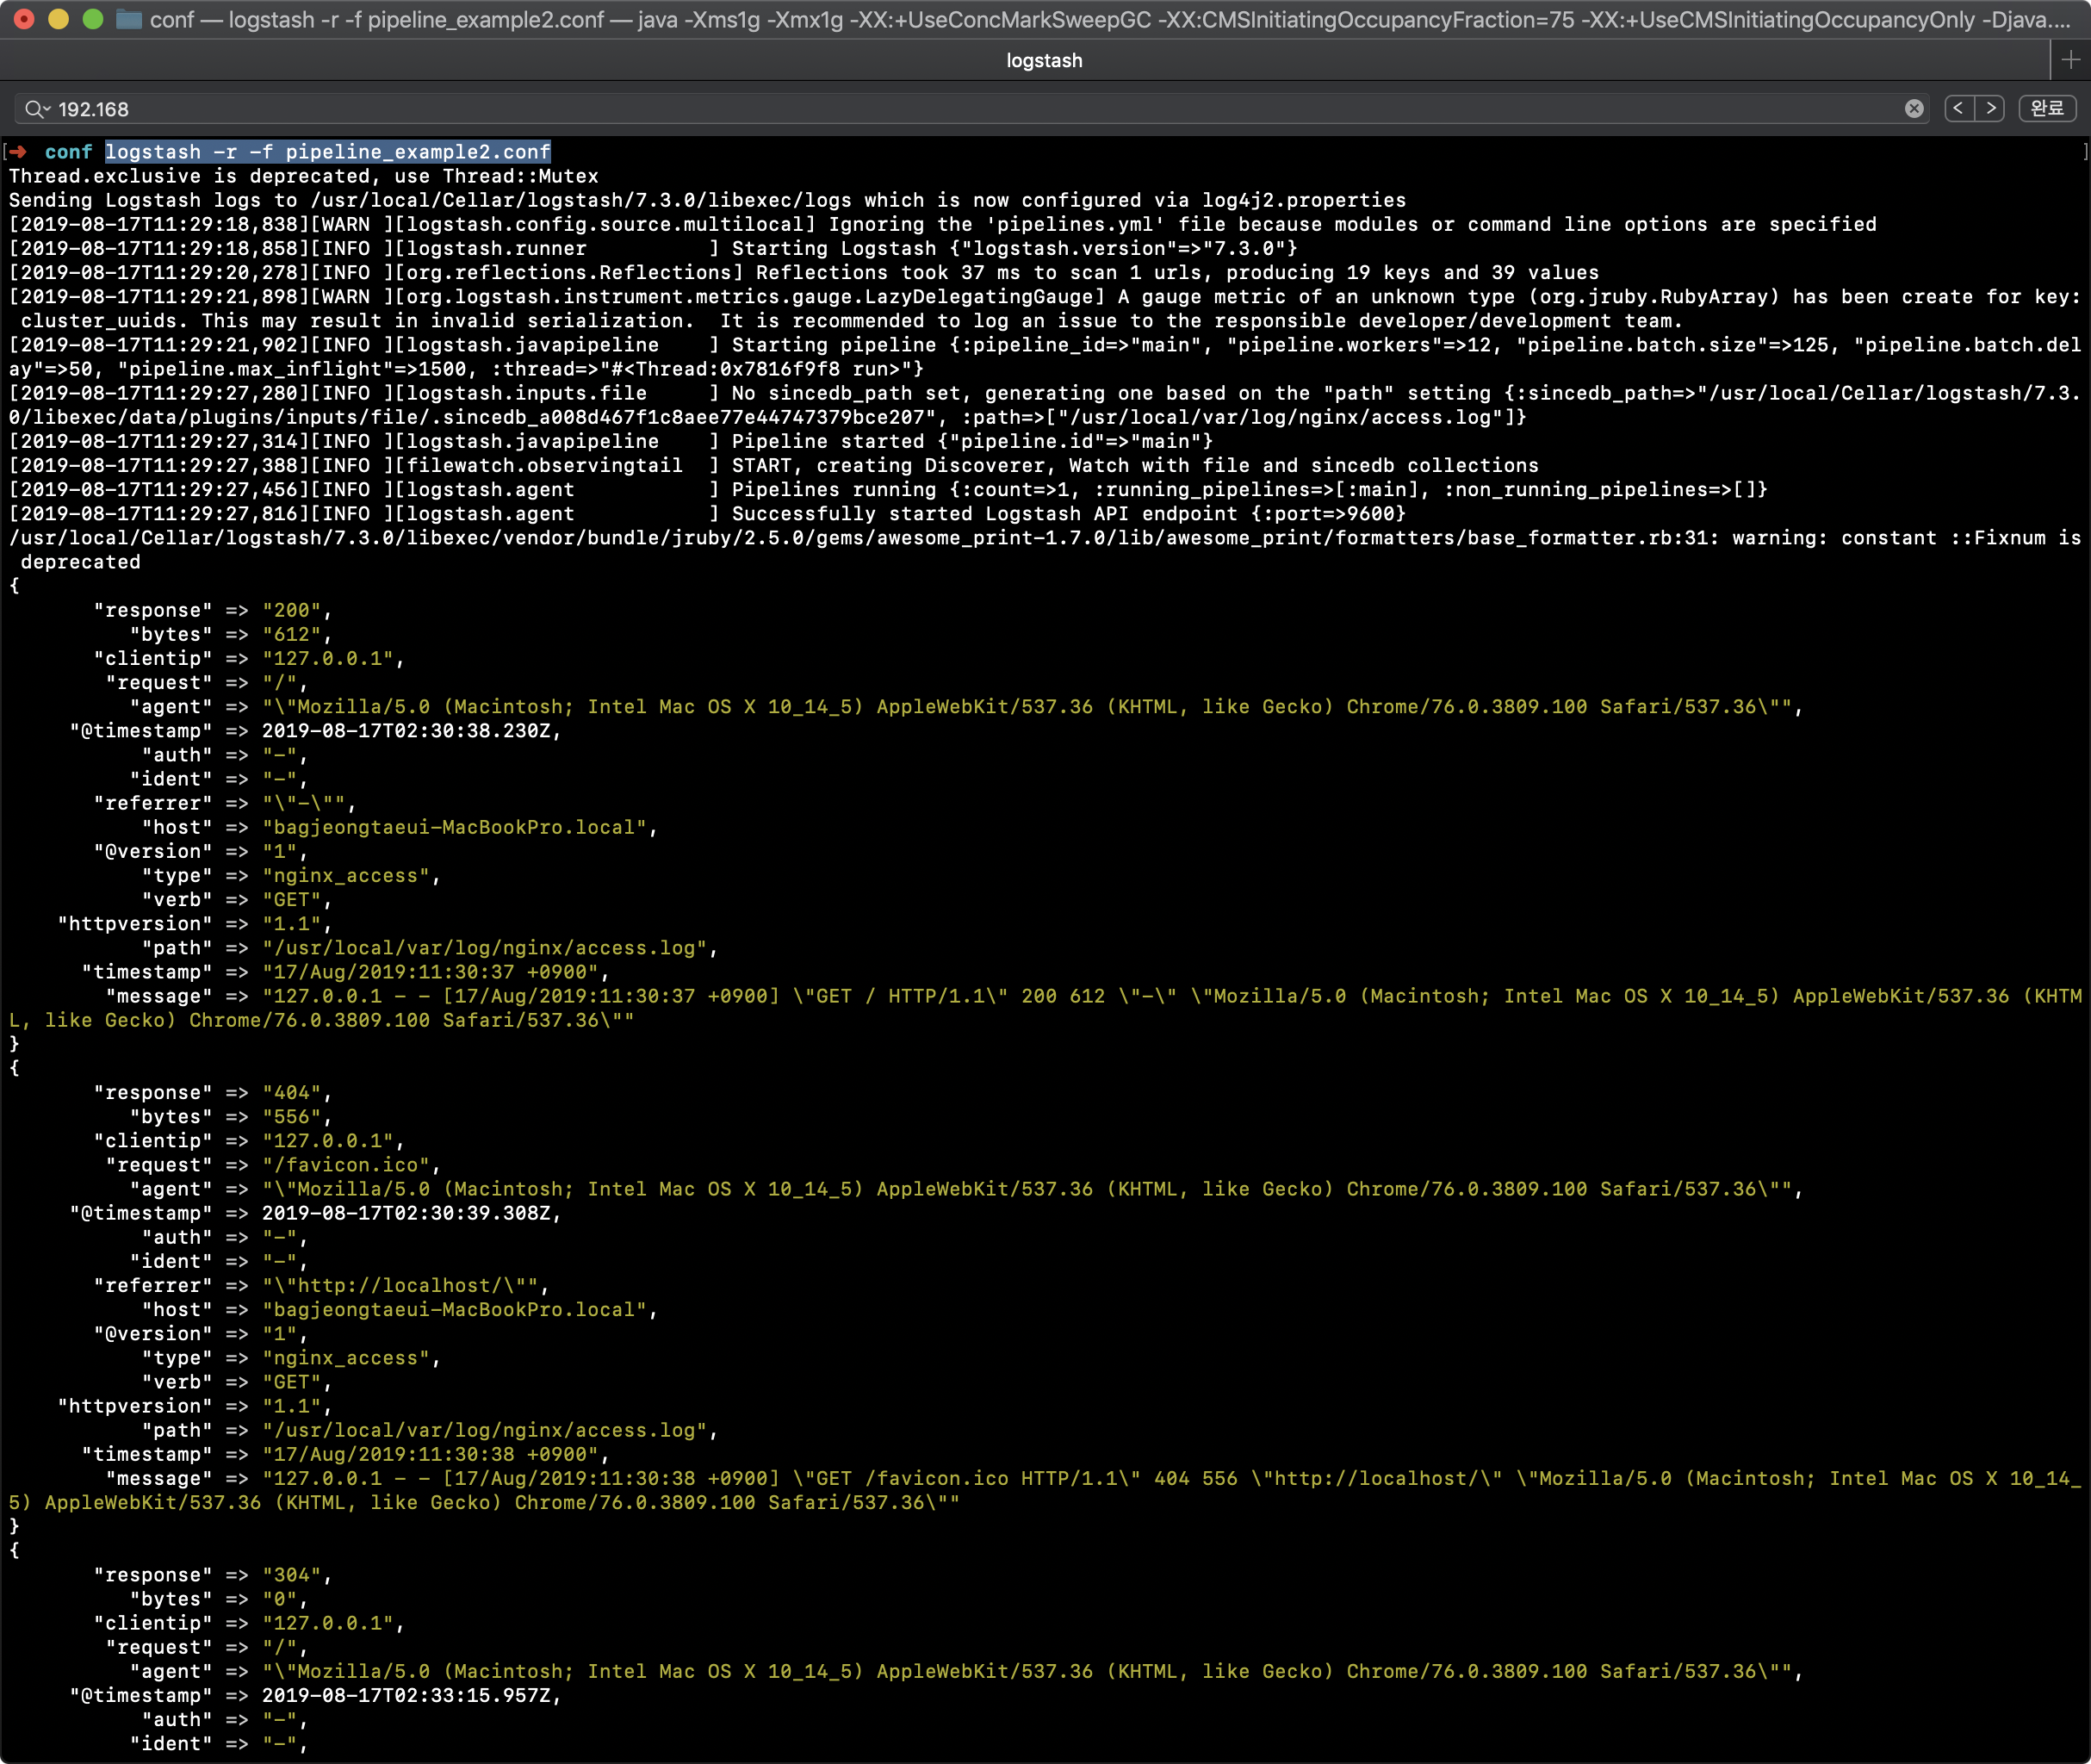 conf — logstash -r -f pipeline_example2.conf — java -Xms1g -Xmx1g -XX:+UseConcMarkSweepGC -XX:CMSInitiatingOccupancyFraction=75 -XX:+UseCMSInitiatingOccupancyOnly -Djava....
logstash
192.168
완료
[➜  conf logstash -r -f pipeline_example2.conf ]
Thread.exclusive is deprecated, use Thread::Mutex
Sending Logstash logs to /usr/local/Cellar/logstash/7.3.0/libexec/logs which is now configured via log4j2.properties
[2019-08-17T11:29:18,838][WARN ][logstash.config.source.multilocal] Ignoring the 'pipelines.yml' file because modules or command line options are specified
[2019-08-17T11:29:18,858][INFO ][logstash.runner          ] Starting Logstash {"logstash.version"=>"7.3.0"}
[2019-08-17T11:29:20,278][INFO ][org.reflections.Reflections] Reflections took 37 ms to scan 1 urls, producing 19 keys and 39 values
[2019-08-17T11:29:21,898][WARN ][org.logstash.instrument.metrics.gauge.LazyDelegatingGauge] A gauge metric of an unknown type (org.jruby.RubyArray) has been create for key:
 cluster_uuids. This may result in invalid serialization.  It is recommended to log an issue to the responsible developer/development team.
[2019-08-17T11:29:21,902][INFO ][logstash.javapipeline    ] Starting pipeline {:pipeline_id=>"main", "pipeline.workers"=>12, "pipeline.batch.size"=>125, "pipeline.batch.del
ay"=>50, "pipeline.max_inflight"=>1500, :thread=>"#<Thread:0x7816f9f8 run>"}
[2019-08-17T11:29:27,280][INFO ][logstash.inputs.file     ] No sincedb_path set, generating one based on the "path" setting {:sincedb_path=>"/usr/local/Cellar/logstash/7.3.
0/libexec/data/plugins/inputs/file/.sincedb_a008d467f1c8aee77e44747379bce207", :path=>["/usr/local/var/log/nginx/access.log"]}
[2019-08-17T11:29:27,314][INFO ][logstash.javapipeline    ] Pipeline started {"pipeline.id"=>"main"}
[2019-08-17T11:29:27,388][INFO ][filewatch.observingtail  ] START, creating Discoverer, Watch with file and sincedb collections
[2019-08-17T11:29:27,456][INFO ][logstash.agent           ] Pipelines running {:count=>1, :running_pipelines=>[:main], :non_running_pipelines=>[]}
[2019-08-17T11:29:27,816][INFO ][logstash.agent           ] Successfully started Logstash API endpoint {:port=>9600}
/usr/local/Cellar/logstash/7.3.0/libexec/vendor/bundle/jruby/2.5.0/gems/awesome_print-1.7.0/lib/awesome_print/formatters/base_formatter.rb:31: warning: constant ::Fixnum is
 deprecated
{
       "response" => "200",
          "bytes" => "612",
       "clientip" => "127.0.0.1",
        "request" => "/",
          "agent" => "\"Mozilla/5.0 (Macintosh; Intel Mac OS X 10_14_5) AppleWebKit/537.36 (KHTML, like Gecko) Chrome/76.0.3809.100 Safari/537.36\"",
     "@timestamp" => 2019-08-17T02:30:38.230Z,
           "auth" => "-",
          "ident" => "-",
       "referrer" => "\"-\"",
           "host" => "bagjeongtaeui-MacBookPro.local",
       "@version" => "1",
           "type" => "nginx_access",
           "verb" => "GET",
    "httpversion" => "1.1",
           "path" => "/usr/local/var/log/nginx/access.log",
      "timestamp" => "17/Aug/2019:11:30:37 +0900",
        "message" => "127.0.0.1 - - [17/Aug/2019:11:30:37 +0900] \"GET / HTTP/1.1\" 200 612 \"-\" \"Mozilla/5.0 (Macintosh; Intel Mac OS X 10_14_5) AppleWebKit/537.36 (KHTM
L, like Gecko) Chrome/76.0.3809.100 Safari/537.36\""
}
{
       "response" => "404",
          "bytes" => "556",
       "clientip" => "127.0.0.1",
        "request" => "/favicon.ico",
          "agent" => "\"Mozilla/5.0 (Macintosh; Intel Mac OS X 10_14_5) AppleWebKit/537.36 (KHTML, like Gecko) Chrome/76.0.3809.100 Safari/537.36\"",
     "@timestamp" => 2019-08-17T02:30:39.308Z,
           "auth" => "-",
          "ident" => "-",
       "referrer" => "\"http://localhost/\"",
           "host" => "bagjeongtaeui-MacBookPro.local",
       "@version" => "1",
           "type" => "nginx_access",
           "verb" => "GET",
    "httpversion" => "1.1",
           "path" => "/usr/local/var/log/nginx/access.log",
      "timestamp" => "17/Aug/2019:11:30:38 +0900",
        "message" => "127.0.0.1 - - [17/Aug/2019:11:30:38 +0900] \"GET /favicon.ico HTTP/1.1\" 404 556 \"http://localhost/\" \"Mozilla/5.0 (Macintosh; Intel Mac OS X 10_14_
5) AppleWebKit/537.36 (KHTML, like Gecko) Chrome/76.0.3809.100 Safari/537.36\""
}
{
       "response" => "304",
          "bytes" => "0",
       "clientip" => "127.0.0.1",
        "request" => "/",
          "agent" => "\"Mozilla/5.0 (Macintosh; Intel Mac OS X 10_14_5) AppleWebKit/537.36 (KHTML, like Gecko) Chrome/76.0.3809.100 Safari/537.36\"",
     "@timestamp" => 2019-08-17T02:33:15.957Z,
           "auth" => "-",
          "ident" => "-",